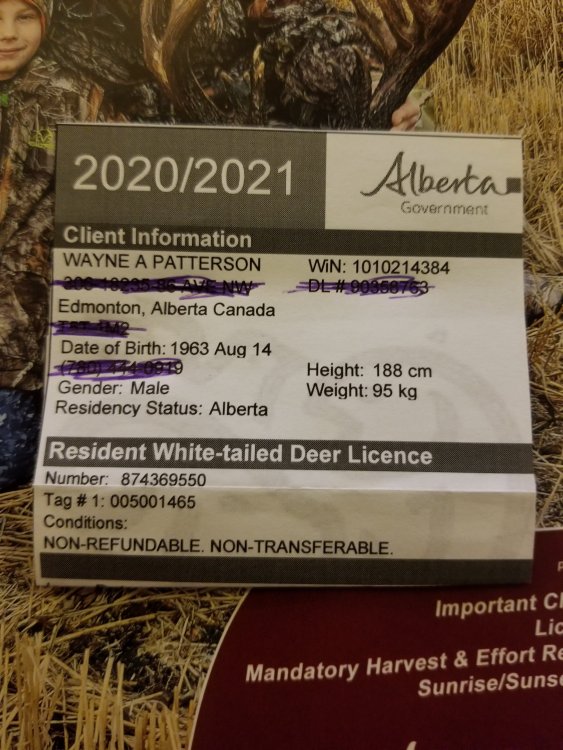 2020/2021
Alberta
Government
Client Information
WAYNE A PATTERSON
WiN: 1010214384
Edmonton, Alberta Canada
Date of Birth: 1963 Aug 14
Height: 188 cm
Gender: Male
Weight: 95 kg
Residency Status: Alberta
Resident White-tailed Deer Licence
Number: 874369550
Tag # 1: 005001465
Conditions:
NON-REFUNDABLE. NON-TRANSFERABLE.
Important
Mandatory Harvest & Effort